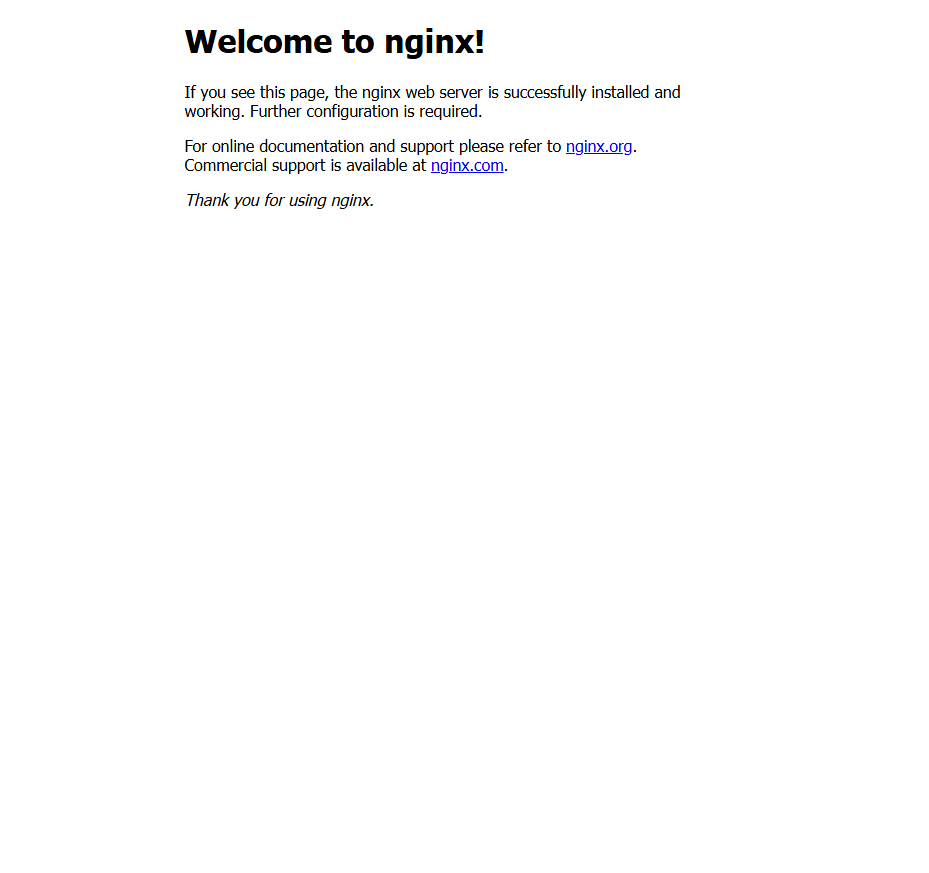 Welcome to nginx!
If you see this page, the nginx web server is successfully installed and
working. Further configuration is required.
For online documentation and support please refer to nginx.org.
Commercial support is available at nginx.com.
Thank you for using nginx.